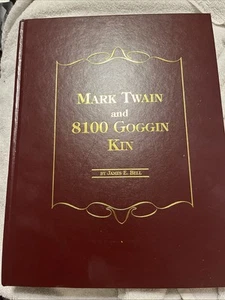 MARK TWAIN
and
8100 GOGGIN
KIN
BY JAMES E. BELL